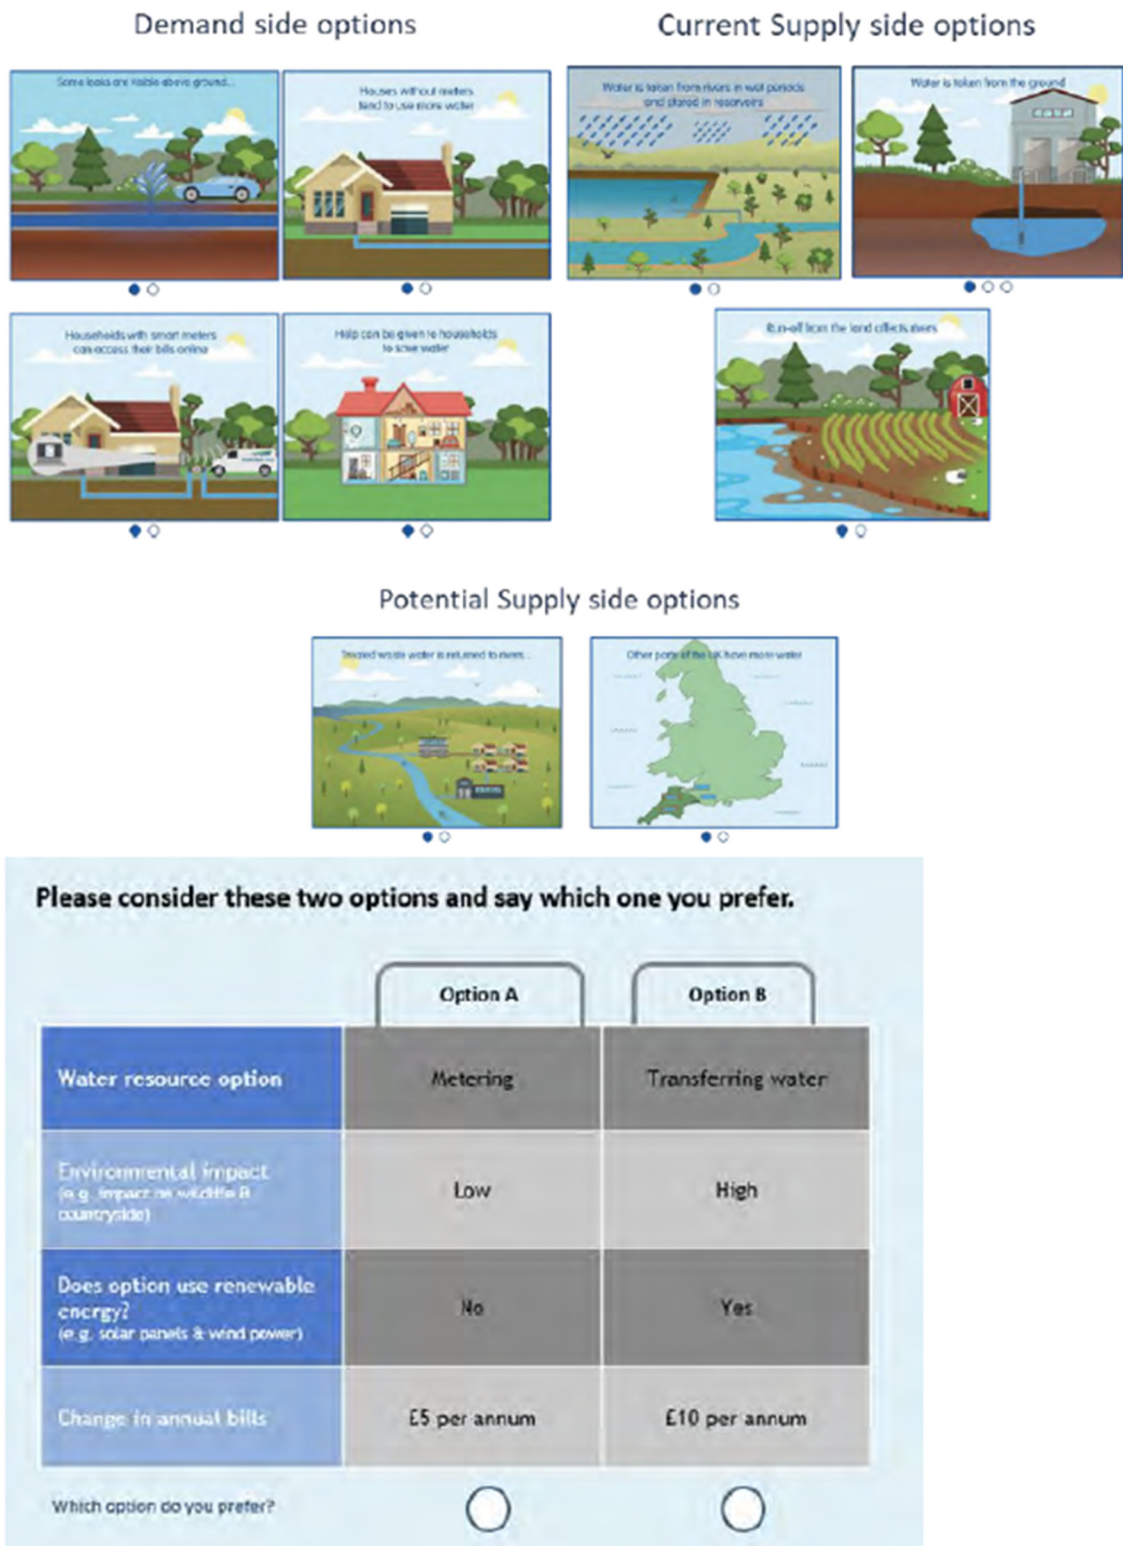 Demand side options
Current Supply side options
Some leaks are visible above ground...
Houses without meters
tend to use more water
Water is taken from rivers in wet periods
and stored in reservoirs
Water is taken from the ground
Households with smart meters
can access their bills online
Help can be given to households
to save water
Run-off from the land affects rivers
Potential Supply side options
Treated waste water is returned to rivers...
Other parts of the UK have more water
Please consider these two options and say which one you prefer.
Option A
Option B
Water resource option
Metering
Transferring water
Environmental impact
(e.g. impact on wildlife &
countryside)
Low
High
Does option use renewable
energy?
(e.g. solar panels & wind power)
No
Yes
Change in annual bills
£5 per annum
£10 per annum
Which option do you prefer?